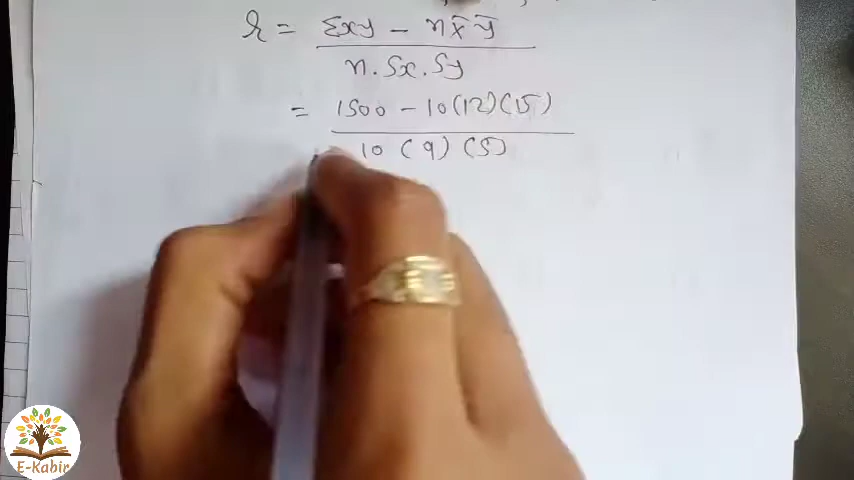 r = Σxy - n x̄ ȳ
n . Sx . Sy
= 1500 - 10 (12) (15)
10 ( 9 ) (5)
E-Kabir